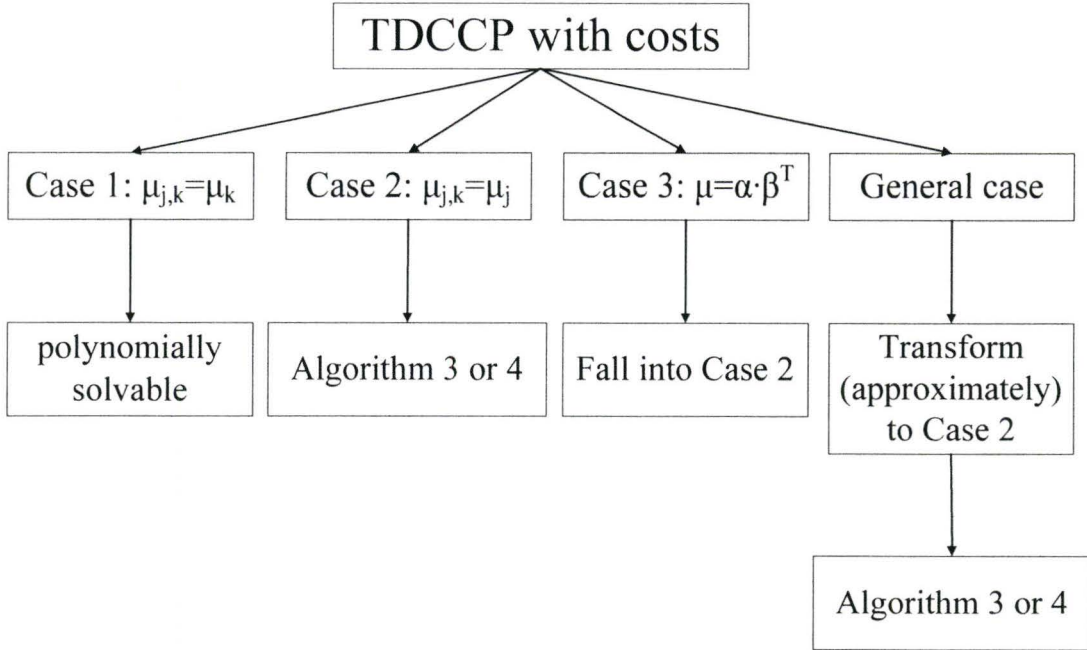 TDCCP with costs
Case 1: μj,k=μk
Case 2: μj,k=μj
Case 3: μ=α·β^T
General case
polynomially
solvable
Algorithm 3 or 4
Fall into Case 2
Transform
(approximately)
to Case 2
Algorithm 3 or 4